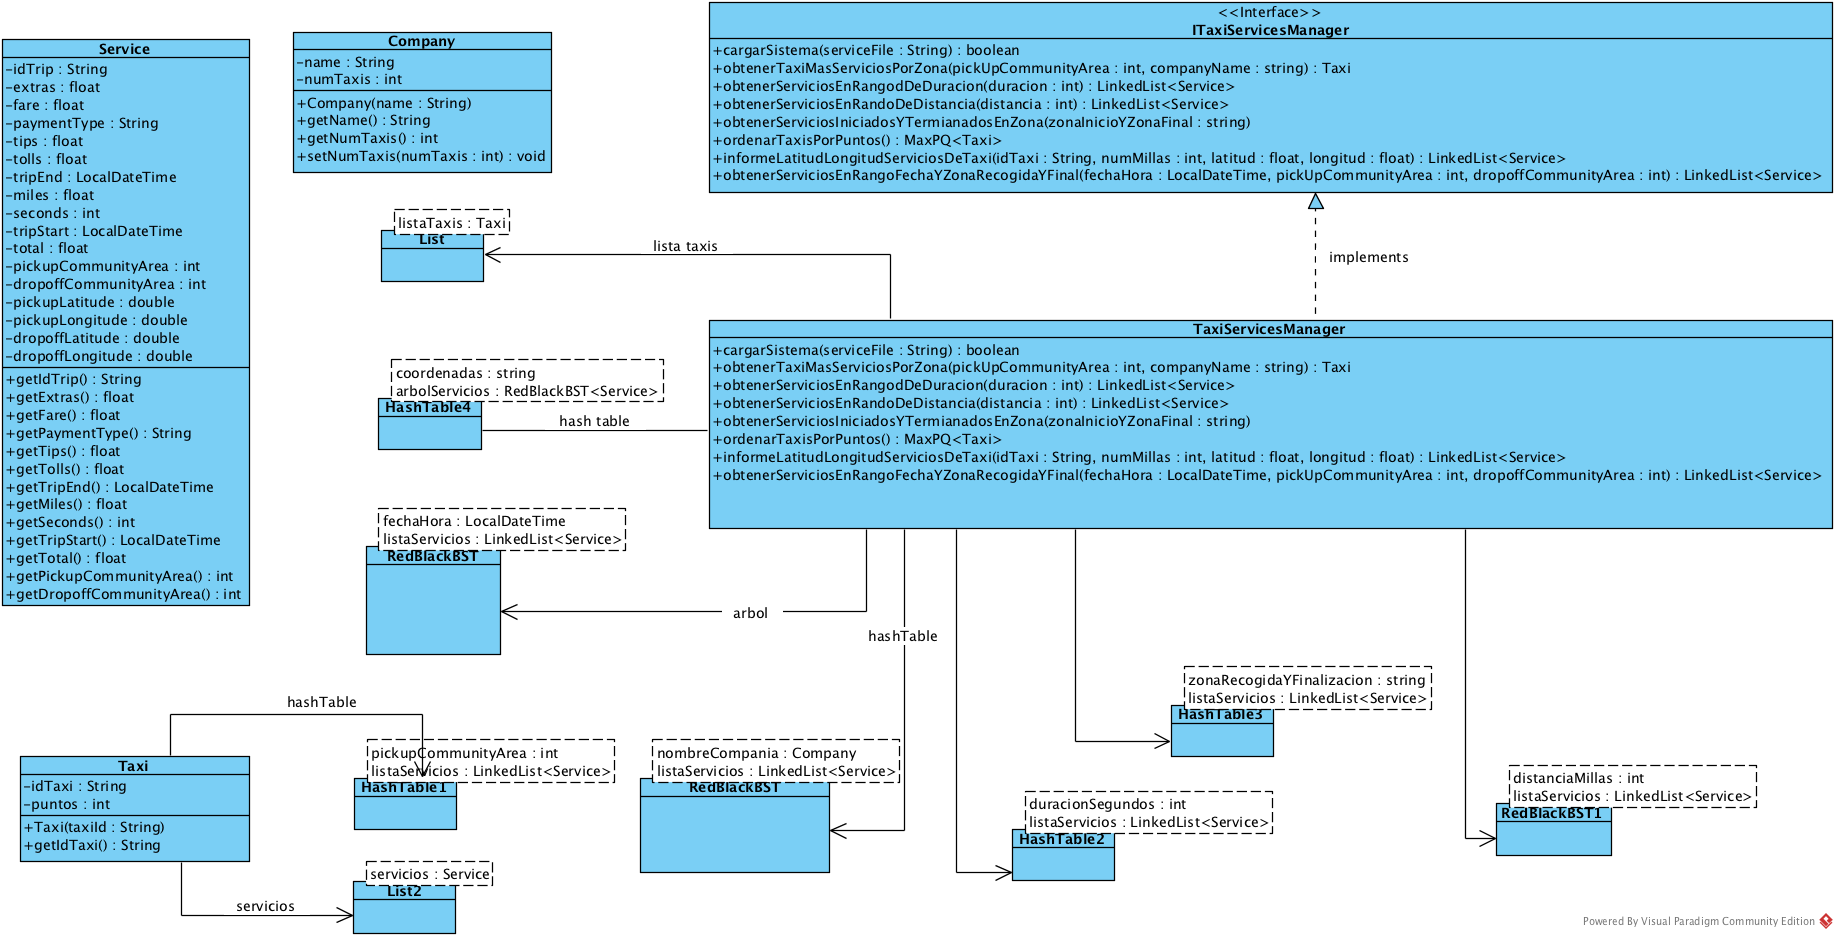 Service
-idTrip : String
-extras : float
-fare : float
-paymentType : String
-tips : float
-tolls : float
-tripEnd : LocalDateTime
-miles : float
-seconds : int
-tripStart : LocalDateTime
-total : float
-pickupCommunityArea : int
-dropoffCommunityArea : int
-pickupLatitude : double
-pickupLongitude : double
-dropoffLatitude : double
-dropoffLongitude : double
+getIdTrip() : String
+getExtras() : float
+getFare() : float
+getPaymentType() : String
+getTips() : float
+getTolls() : float
+getTripEnd() : LocalDateTime
+getMiles() : float
+getSeconds() : int
+getTripStart() : LocalDateTime
+getTotal() : float
+getPickupCommunityArea() : int
+getDropoffCommunityArea() : int
Company
-name : String
-numTaxis : int
+Company(name : String)
+getName() : String
+getNumTaxis() : int
+setNumTaxis(numTaxis : int) : void
<<Interface>>
ITaxiServicesManager
+cargarSistema(serviceFile : String) : boolean
+obtenerTaxiMasServiciosPorZona(pickUpCommunityArea : int, companyName : string) : Taxi
+obtenerServiciosEnRangodDeDuracion(duracion : int) : LinkedList<Service>
+obtenerServiciosEnRandoDeDistancia(distancia : int) : LinkedList<Service>
+obtenerServiciosIniciadosYTermianadosEnZona(zonaInicioYZonaFinal : string)
+ordenarTaxisPorPuntos() : MaxPQ<Taxi>
+informeLatitudLongitudServiciosDeTaxi(idTaxi : String, numMillas : int, latitud : float, longitud : float) : LinkedList<Service>
+obtenerServiciosEnRangoFechaYZonaRecogidaYFinal(fechaHora : LocalDateTime, pickUpCommunityArea : int, dropoffCommunityArea : int) : LinkedList<Service>
implements
listaTaxis : Taxi
List
lista taxis
TaxiServicesManager
+cargarSistema(serviceFile : String) : boolean
+obtenerTaxiMasServiciosPorZona(pickUpCommunityArea : int, companyName : string) : Taxi
+obtenerServiciosEnRangodDeDuracion(duracion : int) : LinkedList<Service>
+obtenerServiciosEnRandoDeDistancia(distancia : int) : LinkedList<Service>
+obtenerServiciosIniciadosYTermianadosEnZona(zonaInicioYZonaFinal : string)
+ordenarTaxisPorPuntos() : MaxPQ<Taxi>
+informeLatitudLongitudServiciosDeTaxi(idTaxi : String, numMillas : int, latitud : float, longitud : float) : LinkedList<Service>
+obtenerServiciosEnRangoFechaYZonaRecogidaYFinal(fechaHora : LocalDateTime, pickUpCommunityArea : int, dropoffCommunityArea : int) : LinkedList<Service>
coordenadas : string
arbolServicios : RedBlackBST<Service>
HashTable4
hash table
fechaHora : LocalDateTime
listaServicios : LinkedList<Service>
RedBlackBST
arbol
hashTable
hashTable
Taxi
-idTaxi : String
-puntos : int
+Taxi(taxiId : String)
+getIdTaxi() : String
pickupCommunityArea : int
listaServicios : LinkedList<Service>
HashTable1
servicios
servicios : Service
List2
nombreCompania : Company
listaServicios : LinkedList<Service>
RedBlackBST
duracionSegundos : int
listaServicios : LinkedList<Service>
HashTable2
zonaRecogidaYFinalizacion : string
listaServicios : LinkedList<Service>
HashTable3
distanciaMillas : int
listaServicios : LinkedList<Service>
RedBlackBST1
Powered By Visual Paradigm Community Edition